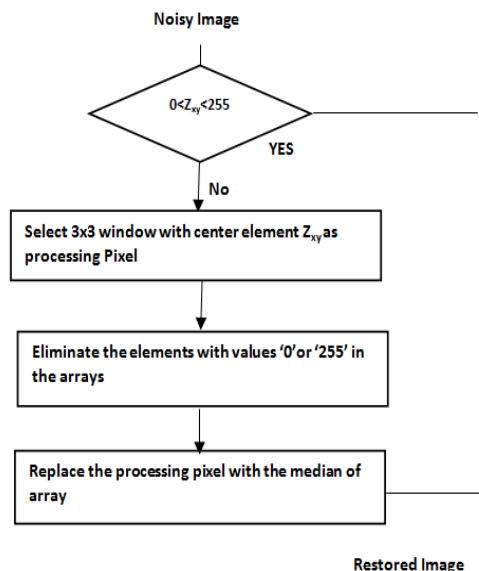 Noisy Image
0<Zxy<255
YES
No
Select 3x3 window with center element Zxy as
processing Pixel
Eliminate the elements with values ‘0’or ‘255’ in
the arrays
Replace the processing pixel with the median of
array
Restored Image